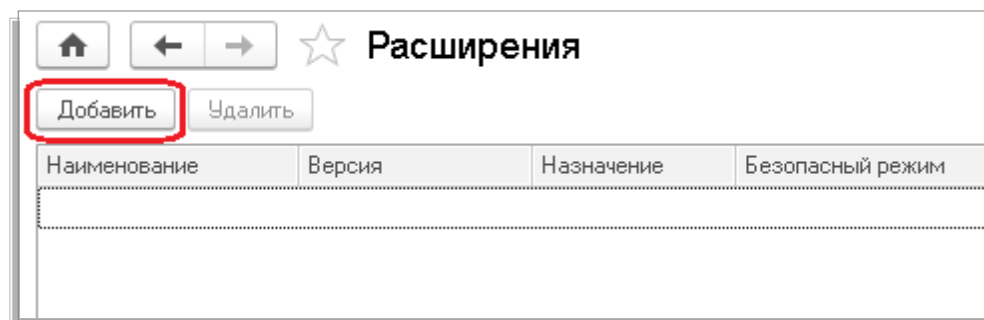 Расширения
Добавить Удалить
Наименование Версия Назначение Безопасный режим